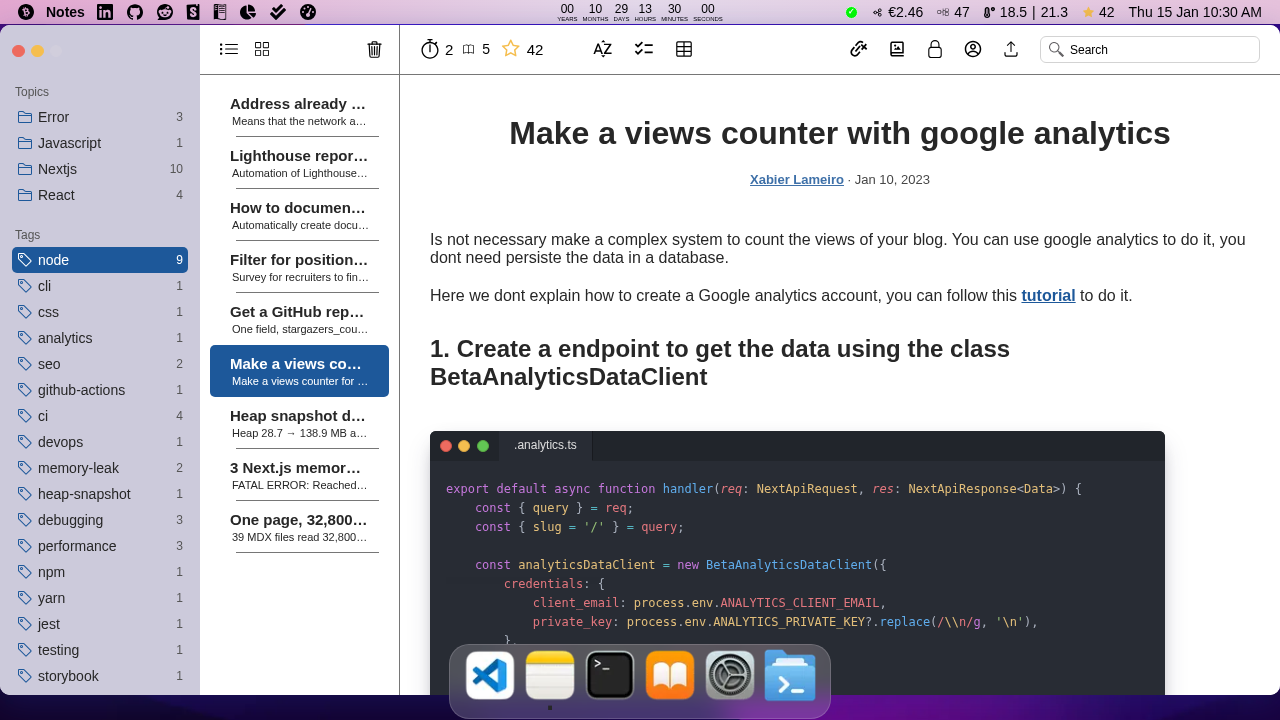 Notes
00 10 29 13 30 00
YEARS MONTHS DAYS HOURS MINUTES SECONDS
€2.46
47
18.5 | 21.3
42
Thu 15 Jan 10:30 AM
Topics
Error 3
Javascript 1
Nextjs 10
React 4
Tags
node 9
cli 1
css 1
analytics 1
seo 2
github-actions 1
ci 4
devops 1
memory-leak 2
heap-snapshot 1
debugging 3
performance 3
npm 1
yarn 1
jest 1
testing 1
storybook 1
Address already …
Means that the network a…
Lighthouse repor…
Automation of Lighthouse…
How to documen…
Automatically create docu…
Filter for position…
Survey for recruiters to fin…
Get a GitHub rep…
One field, stargazers_cou…
Make a views co…
Make a views counter for …
Heap snapshot d…
Heap 28.7 → 138.9 MB a…
3 Next.js memor…
FATAL ERROR: Reached…
One page, 32,800…
39 MDX files read 32,800…
2 5 42
Search
Make a views counter with google analytics
Xabier Lameiro · Jan 10, 2023
Is not necessary make a complex system to count the views of your blog. You can use google analytics to do it, you
dont need persiste the data in a database.
Here we dont explain how to create a Google analytics account, you can follow this tutorial to do it.
1. Create a endpoint to get the data using the class
BetaAnalyticsDataClient
.analytics.ts
export default async function handler(req: NextApiRequest, res: NextApiResponse<Data>) {
const { query } = req;
const { slug = '/' } = query;
const analyticsDataClient = new BetaAnalyticsDataClient({
credentials: {
client_email: process.env.ANALYTICS_CLIENT_EMAIL,
private_key: process.env.ANALYTICS_PRIVATE_KEY?.replace(/\\n/g, '\n'),
},